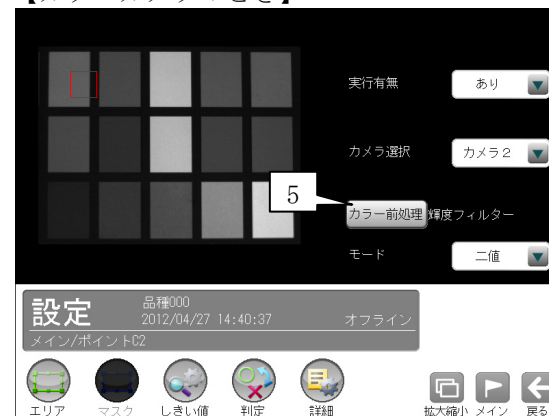 実行有無 あり
カメラ選択 カメラ2
5
カラー前処理 輝度フィルター
モード 二値
設定 品種000
2012/04/27 14:40:37 オフライン
メイン/ポイントC2
エリア マスク しきい値 判定 詳細 拡大縮小 メイン 戻る